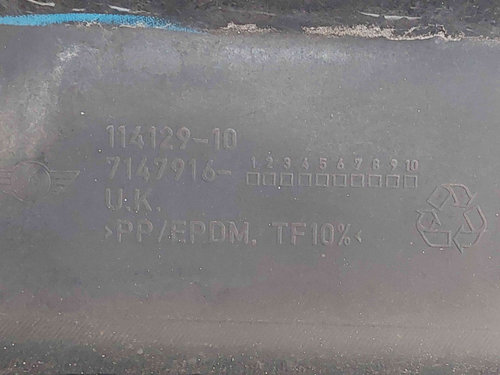 114129-10
7147916- 1 2 3 4 5 6 7 8 9 10
U.K.
>PP/EPDM. TF10%<